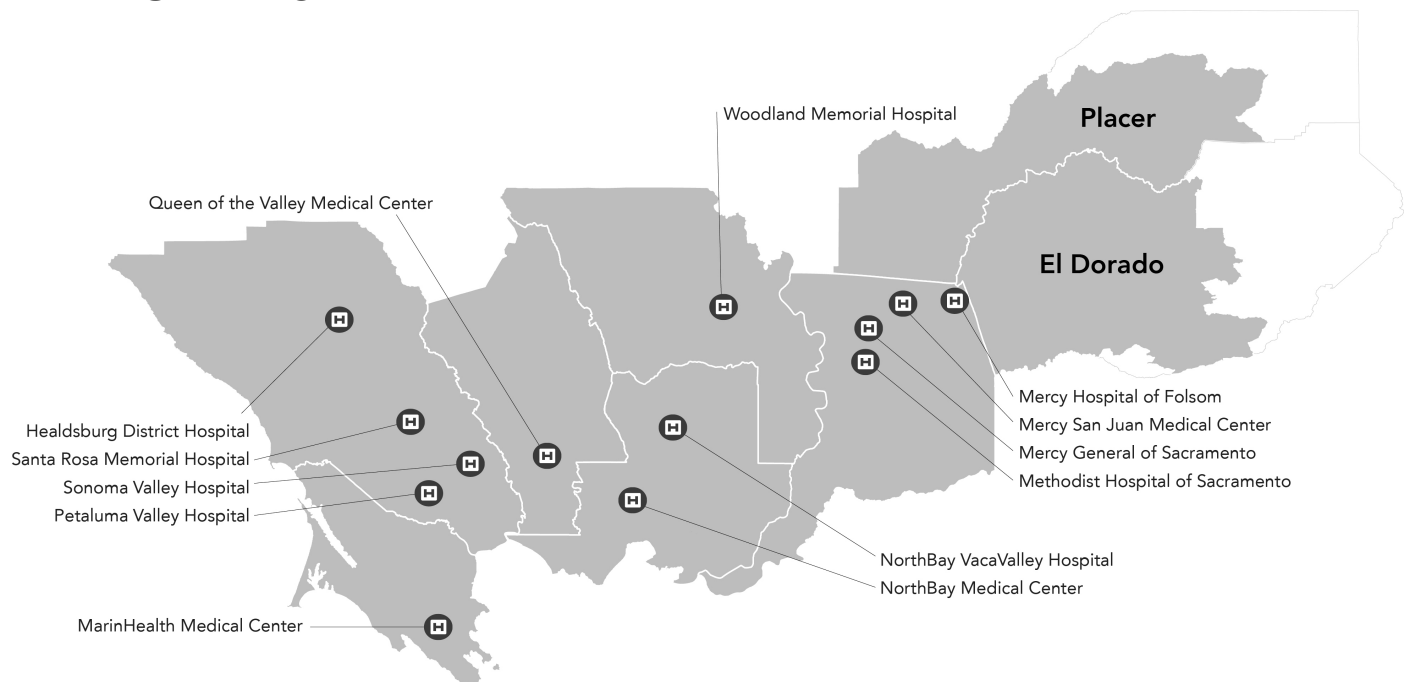 Woodland Memorial Hospital
Placer
Queen of the Valley Medical Center
El Dorado
Healdsburg District Hospital
Santa Rosa Memorial Hospital
Sonoma Valley Hospital
Petaluma Valley Hospital
MarinHealth Medical Center
Mercy Hospital of Folsom
Mercy San Juan Medical Center
Mercy General of Sacramento
Methodist Hospital of Sacramento
NorthBay VacaValley Hospital
NorthBay Medical Center
H
H
H
H
H
H
H
H
H
H
H
H
H